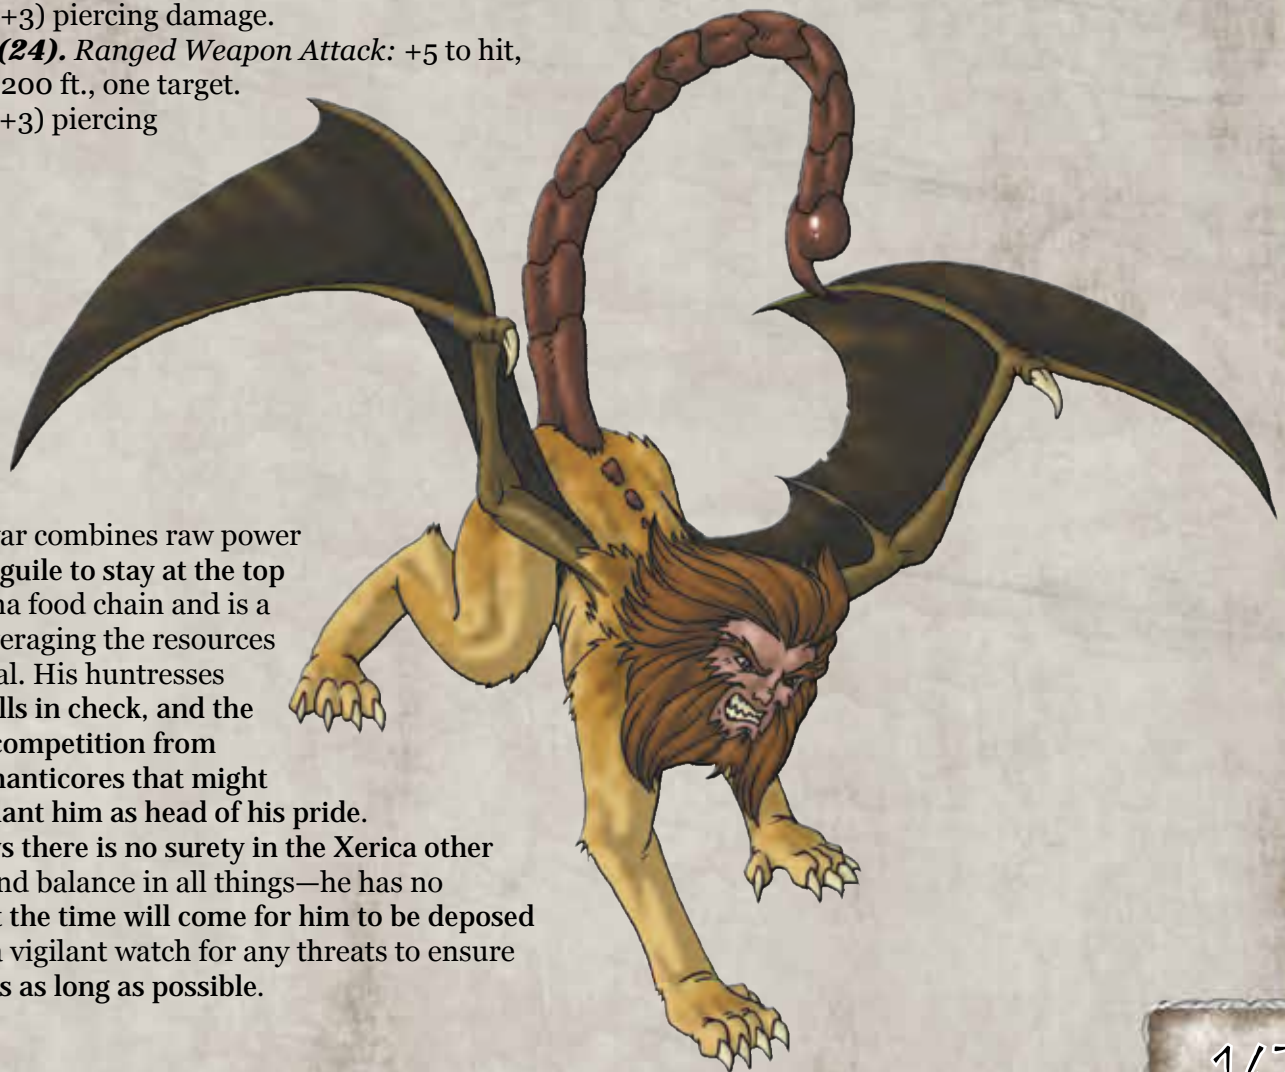 +3) piercing damage.
(24). Ranged Weapon Attack: +5 to hit,
200 ft., one target.
+3) piercing
ar combines raw power
guile to stay at the top
na food chain and is a
eraging the resources
al. His huntresses
lls in check, and the
competition from
manticores that might
lant him as head of his pride.
s there is no surety in the Xerica other
nd balance in all things—he has no
t the time will come for him to be deposed
vigilant watch for any threats to ensure
s as long as possible.